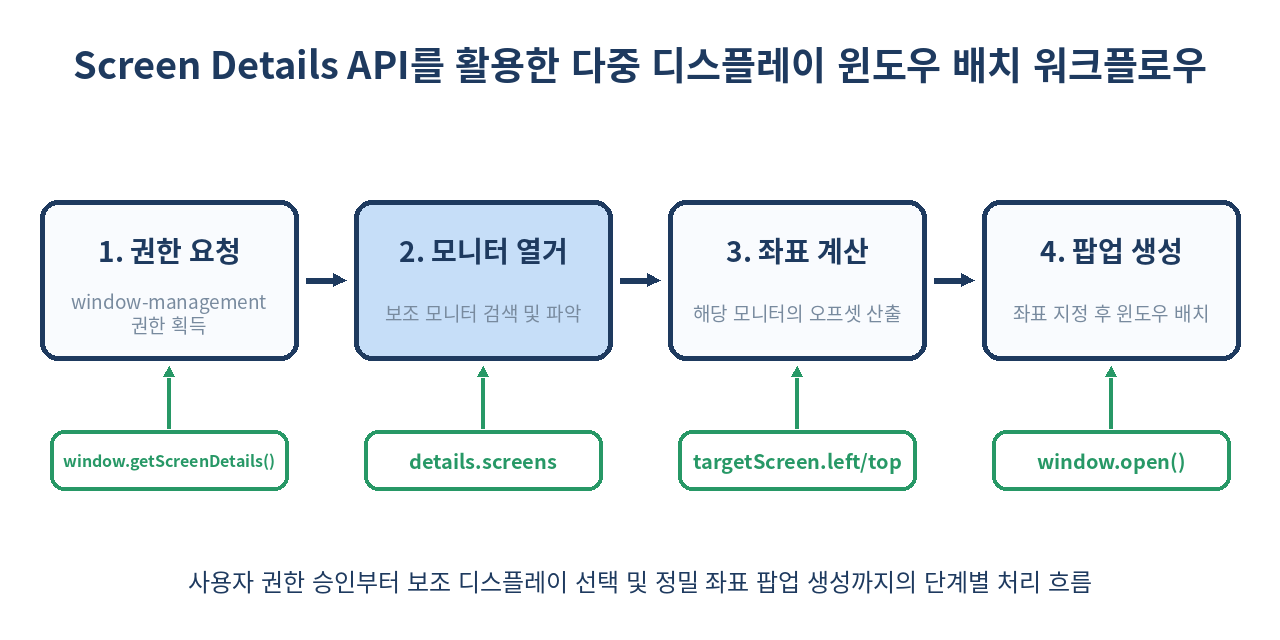 Screen Details API를 활용한 다중 디스플레이 윈도우 배치 워크플로우
1. 권한 요청
window-management
권한 획득
2. 모니터 열거
보조 모니터 검색 및 파악
3. 좌표 계산
해당 모니터의 오프셋 산출
4. 팝업 생성
좌표 지정 후 윈도우 배치
window.getScreenDetails()
details.screens
targetScreen.left/top
window.open()
사용자 권한 승인부터 보조 디스플레이 선택 및 정밀 좌표 팝업 생성까지의 단계별 처리 흐름